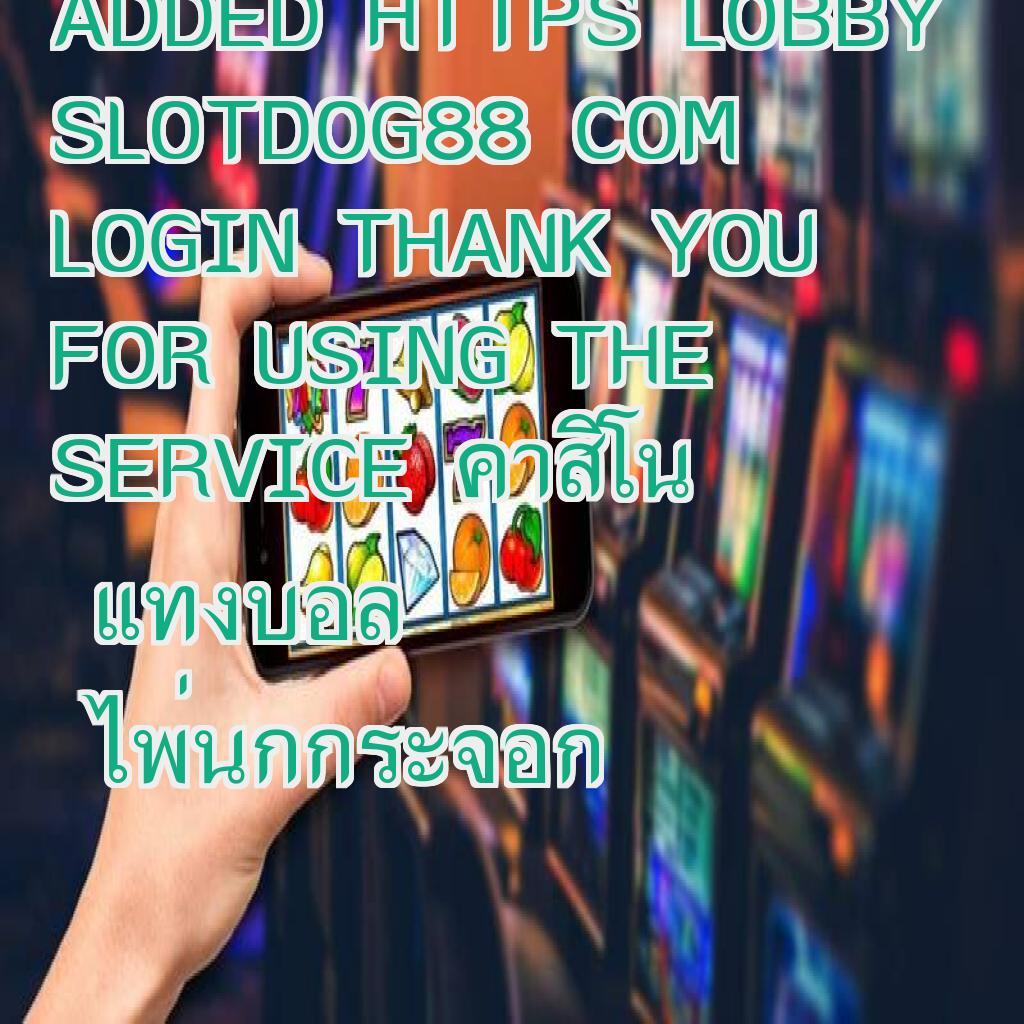 ADDED HTTPS LOBBY
SLOTDOG88 COM
LOGIN THANK YOU
FOR USING THE
SERVICE คาสิโน
แทงบอล
ไพ่นกกระจอก